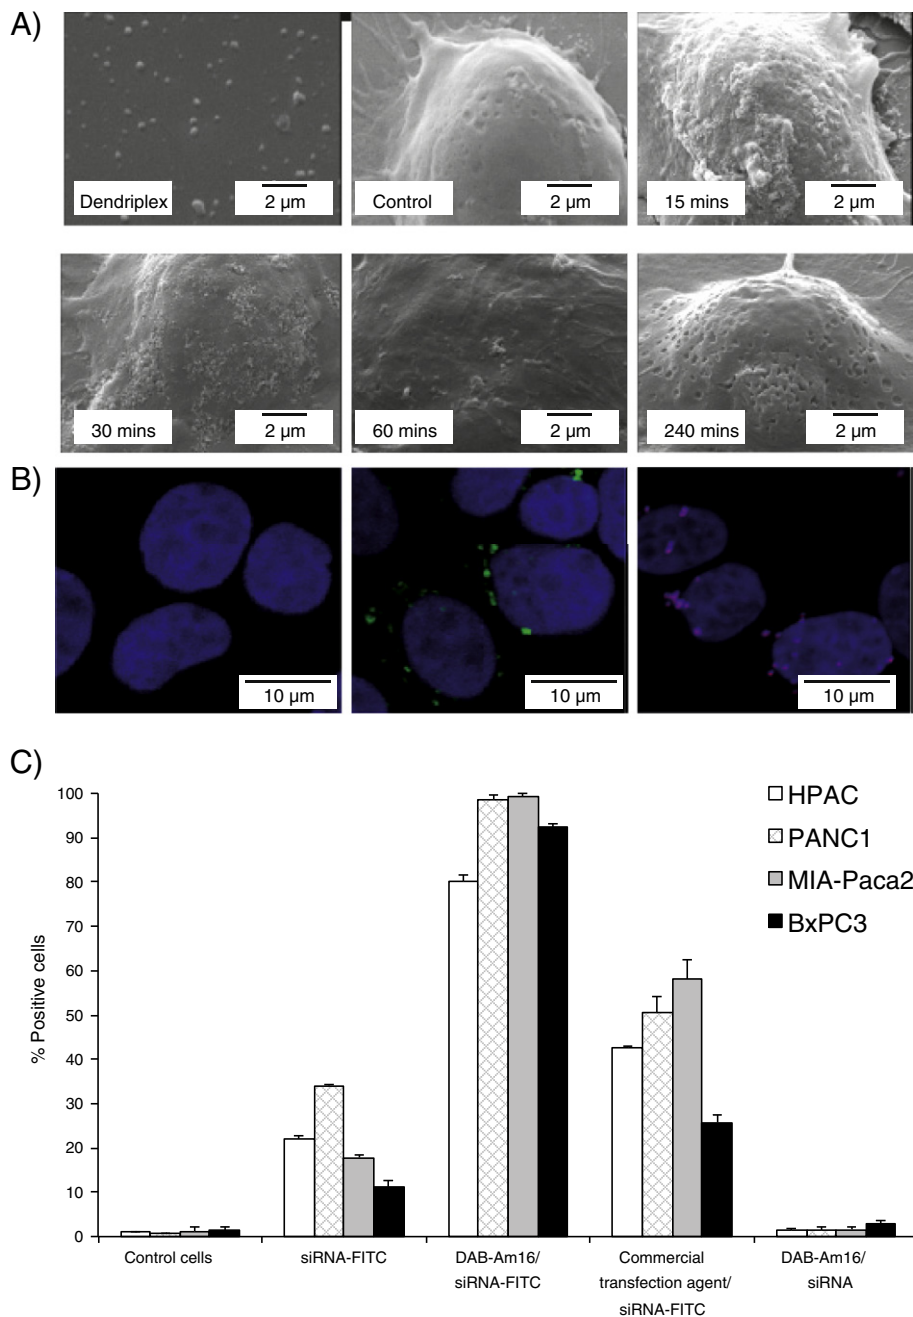 A)
Dendriplex
2 µm
Control
2 µm
15 mins
2 µm
30 mins
2 µm
60 mins
2 µm
240 mins
2 µm
B)
10 µm
10 µm
10 µm
C)
% Positive cells
100
90
80
70
60
50
40
30
20
10
0
HPAC
PANC1
MIA-Paca2
BxPC3
Control cells
siRNA-FITC
DAB-Am16/
siRNA-FITC
Commercial
transfection agent/
siRNA-FITC
DAB-Am16/
siRNA